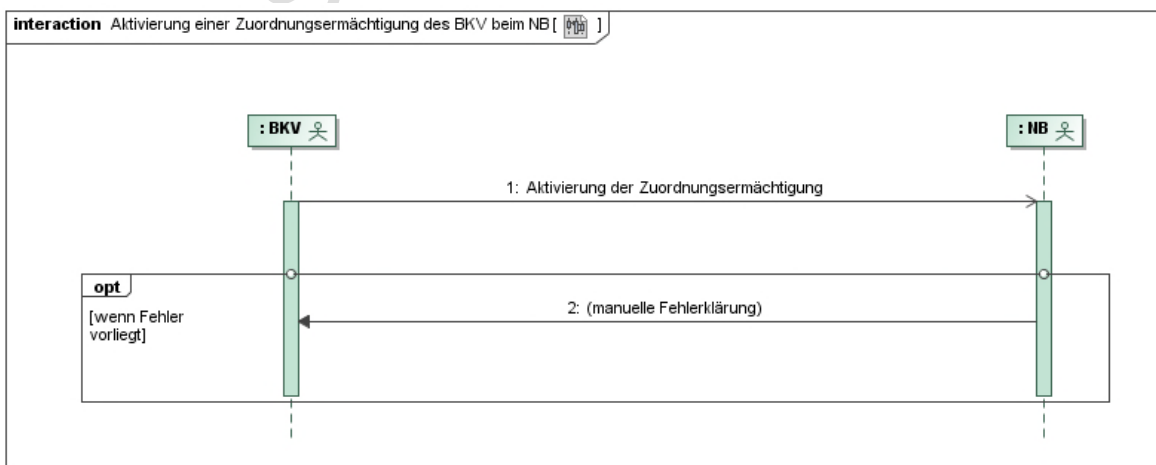 interaction Aktivierung einer Zuordnungsermächtigung des BKV beim NB [ ]
: BKV
: NB
1: Aktivierung der Zuordnungsermächtigung
opt
[wenn Fehler
vorliegt]
2: (manuelle Fehlerklärung)